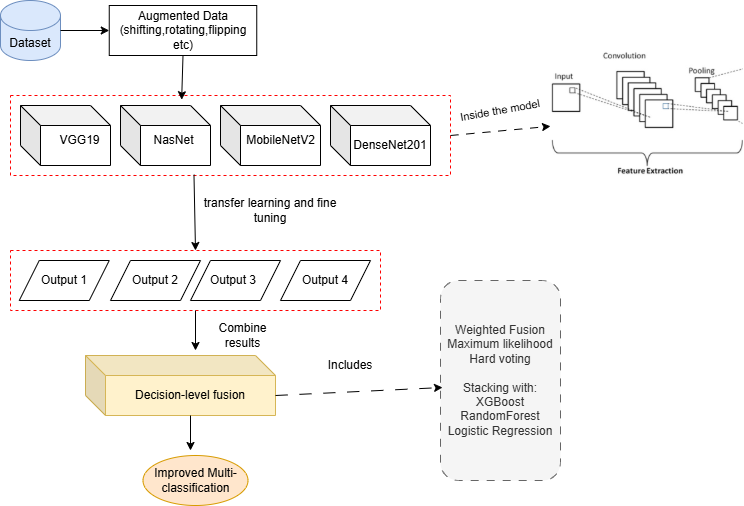 Dataset
Augmented Data
(shifting,rotating,flipping
etc)
Convolution
Pooling
Input
Inside the model
VGG19
NasNet
MobileNetV2
DenseNet201
Feature Extraction
transfer learning and fine
tuning
Output 1
Output 2
Output 3
Output 4
Combine
results
Includes
Weighted Fusion
Maximum likelihood
Hard voting
Stacking with:
XGBoost
RandomForest
Logistic Regression
Decision-level fusion
Improved Multi-
classification